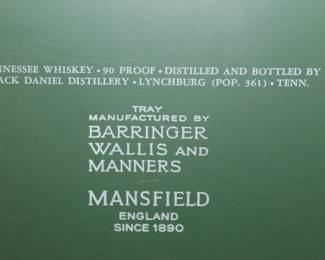 NNESSEE WHISKEY • 90 PROOF • DISTILLED AND BOTTLED BY
ACK DANIEL DISTILLERY • LYNCHBURG (POP. 361) • TENN.
TRAY
MANUFACTURED BY
BARRINGER
WALLIS AND
MANNERS
MANSFIELD
ENGLAND
SINCE 1890